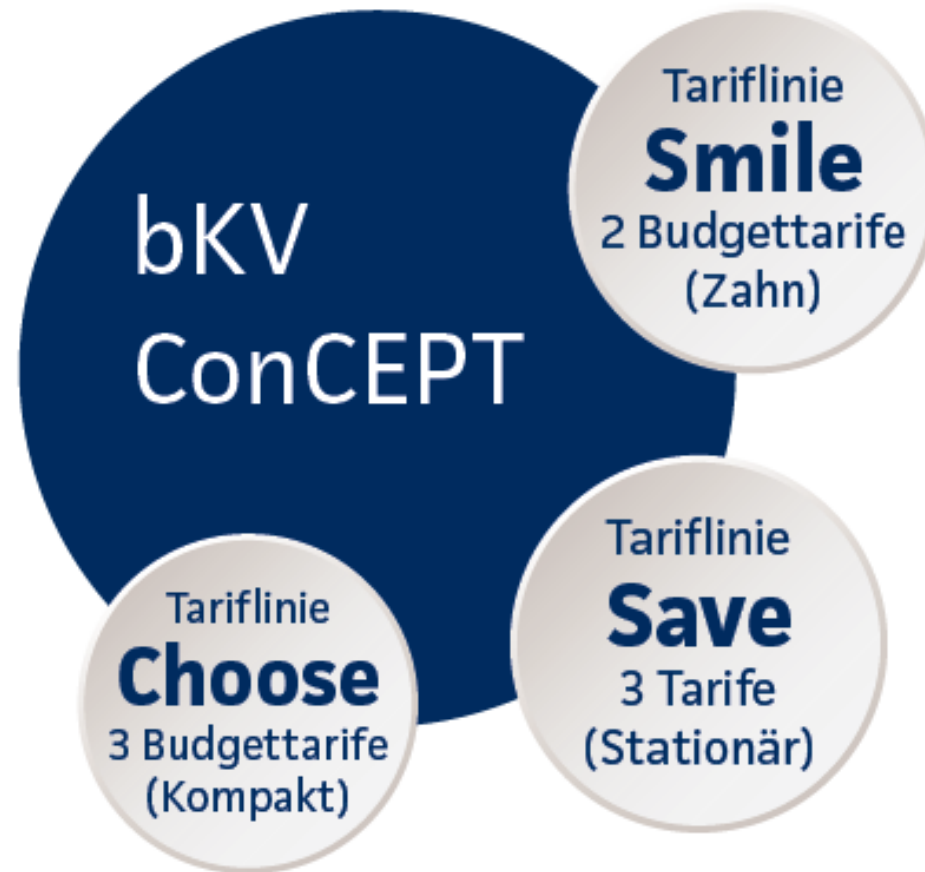 bKV
ConCEPT
Tariflinie
Smile
2 Budgettarife
(Zahn)
Tariflinie
Save
3 Tarife
(Stationär)
Tariflinie
Choose
3 Budgettarife
(Kompakt)